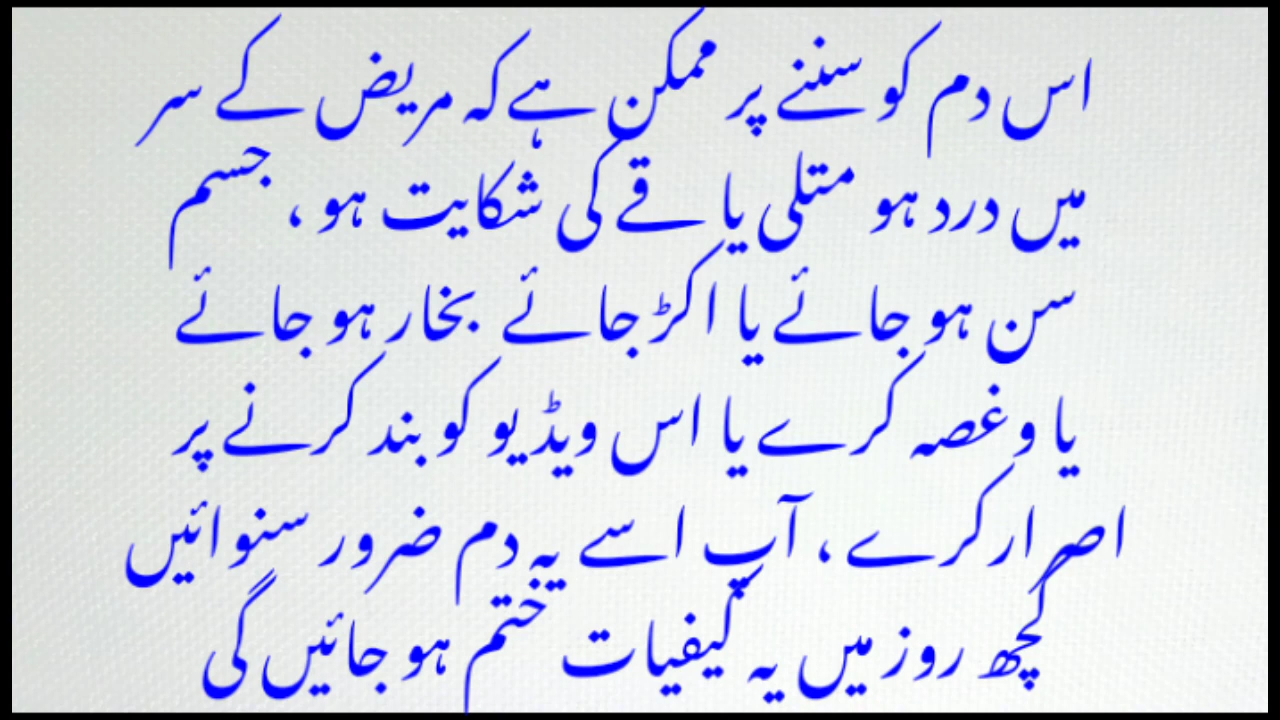 اس دم کو سننے پر ممکن ہے کہ مریض کے سر
میں درد ہو متلی یا قے کی شکایت ہو ، جسم
سن ہو جائے یا اکڑ جائے بخار ہو جائے
یا و غصہ کرے یا اس ویڈیو کو بند کرنے پر
اصرار کرے ، آپ اسے یہ دم ضرور سنوائیں
کچھ روز میں یہ کیفیات ختم ہو جائیں گی